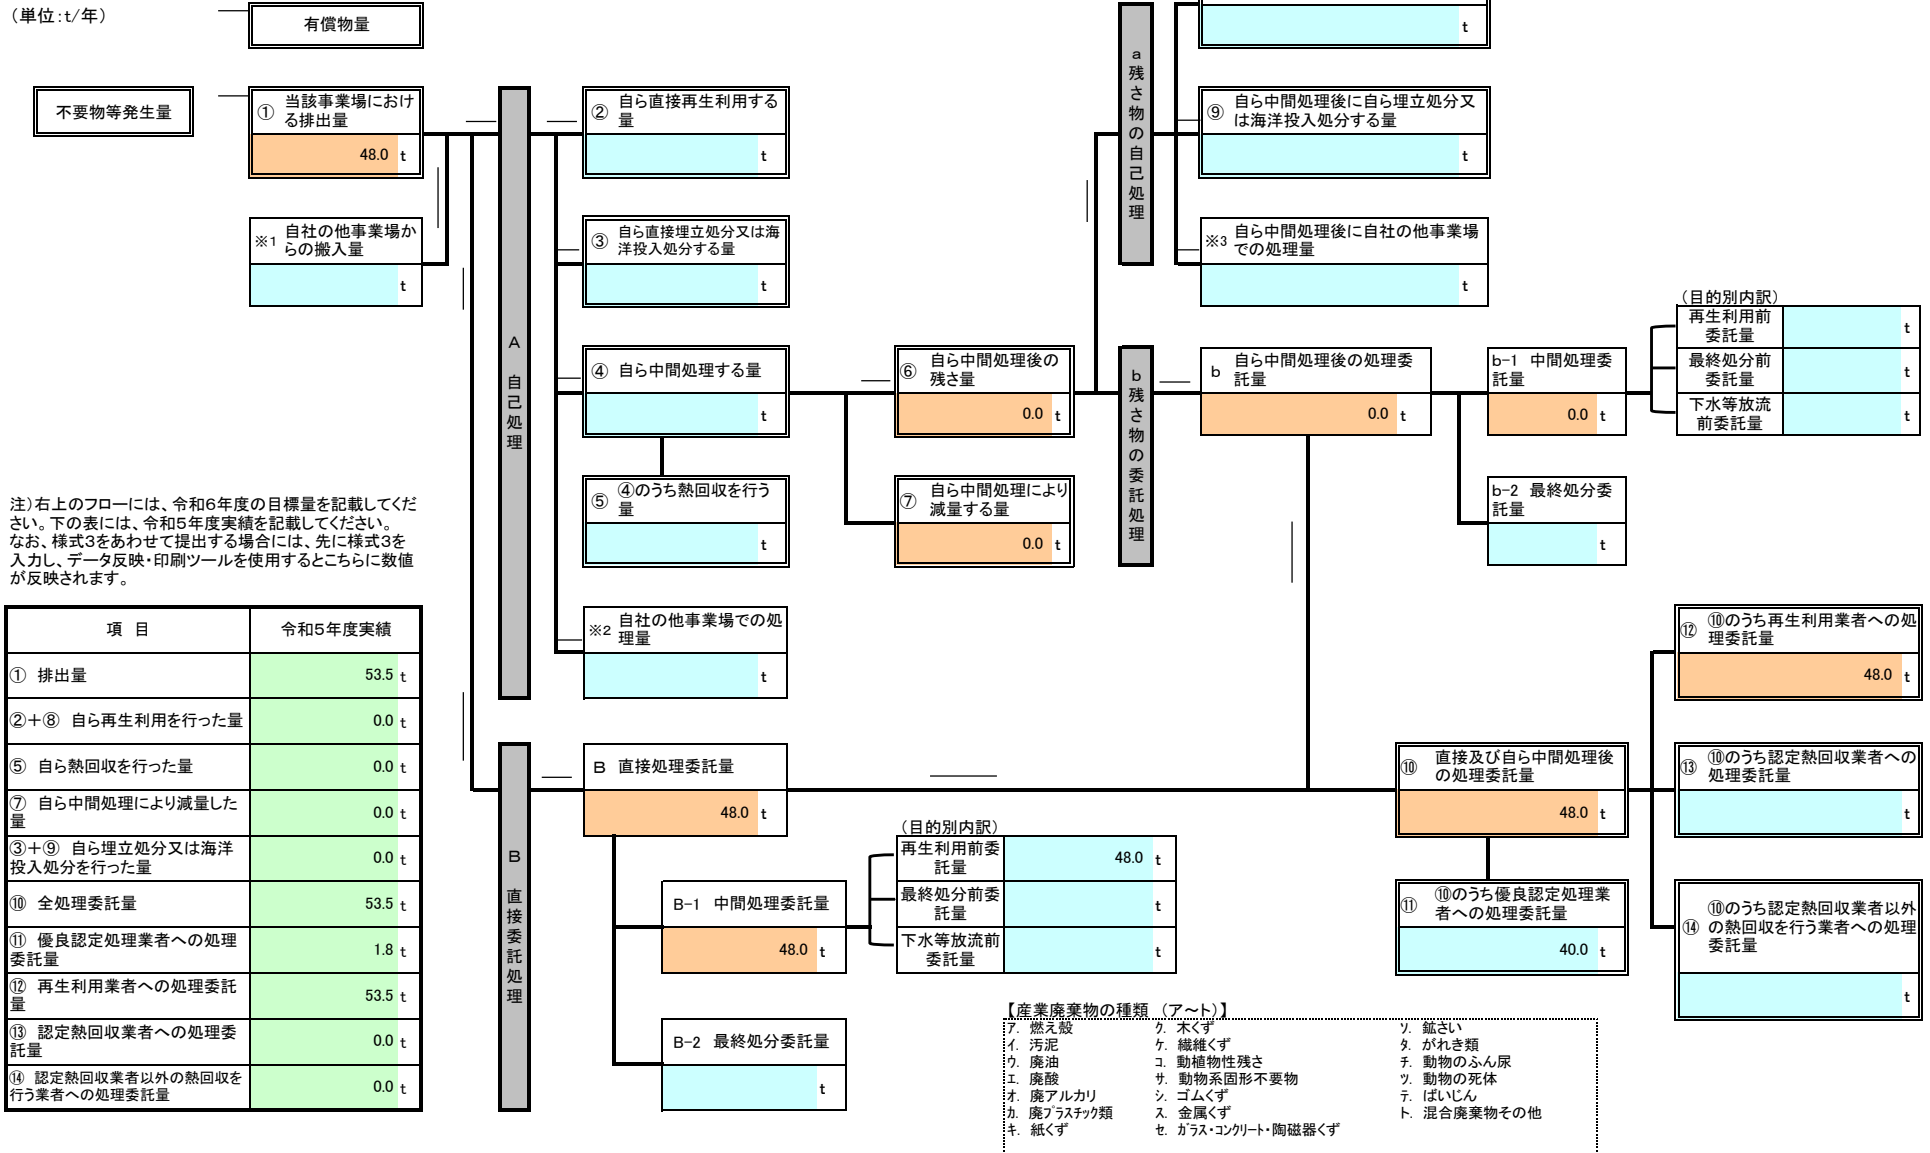 （単位:t/年）
有償物量
t
不要物等発生量
① 当該事業場におけ
る排出量
48.0 t
※1 自社の他事業場か
らの搬入量
t
A 自己処理
② 自ら直接再生利用する
量
t
③ 自ら直接埋立処分又は海
洋投入処分する量
t
④ 自ら中間処理する量
t
⑤ ④のうち熱回収を行う
量
t
※2 自社の他事業場での処
理量
t
⑥ 自ら中間処理後の
残さ量
0.0 t
⑦ 自ら中間処理により
減量する量
0.0 t
a 残さ物の自己処理
⑨ 自ら中間処理後に自ら埋立処分又
は海洋投入処分する量
t
※3 自ら中間処理後に自社の他事業場
での処理量
t
b 残さ物の委託処理
b 自ら中間処理後の処理委
託量
0.0 t
b-1 中間処理委
託量
0.0 t
（目的別内訳）
再生利用前
委託量
t
最終処分前
委託量
t
下水等放流
前委託量
t
b-2 最終処分委
託量
t
注）右上のフローには、令和6年度の目標量を記載してくだ
さい。下の表には、令和5年度実績を記載してください。
なお、様式3をあわせて提出する場合には、先に様式3を
入力し、データ反映・印刷ツールを使用するとこちらに数値
が反映されます。
項 目 令和5年度実績
① 排出量 53.5 t
②＋⑧ 自ら再生利用を行った量 0.0 t
⑤ 自ら熱回収を行った量 0.0 t
⑦ 自ら中間処理により減量した
量 0.0 t
③＋⑨ 自ら埋立処分又は海洋
投入処分を行った量 0.0 t
⑩ 全処理委託量 53.5 t
⑪ 優良認定処理業者への処理
委託量 1.8 t
⑫ 再生利用業者への処理委託
量 53.5 t
⑬ 認定熱回収業者への処理委
託量 0.0 t
⑭ 認定熱回収業者以外の熱回収を
行う業者への処理委託量 0.0 t
B 直接委託処理
B 直接処理委託量
48.0 t
B-1 中間処理委託量
48.0 t
（目的別内訳）
再生利用前委
託量
48.0 t
最終処分前委
託量
t
下水等放流前
委託量
t
B-2 最終処分委託量
t
⑩ 直接及び自ら中間処理後
の処理委託量
48.0 t
⑪ ⑩のうち優良認定処理業
者への処理委託量
40.0 t
⑫ ⑩のうち再生利用業者への処
理委託量
48.0 t
⑬ ⑩のうち認定熱回収業者への
処理委託量
t
⑭ ⑩のうち認定熱回収業者以外
の熱回収を行う業者への処理
委託量
t
【産業廃棄物の種類 （ア～ト）】
ア. 燃え殻 ク. 木くず ソ. 鉱さい
イ. 汚泥 ケ. 繊維くず タ. がれき類
ウ. 廃油 コ. 動植物性残さ チ. 動物のふん尿
エ. 廃酸 サ. 動物系固形不要物 ツ. 動物の死体
オ. 廃アルカリ シ. ゴムくず テ. ばいじん
カ. 廃プラスチック類 ス. 金属くず ト. 混合廃棄物その他
キ. 紙くず セ. ガラス・コンクリート・陶磁器くず